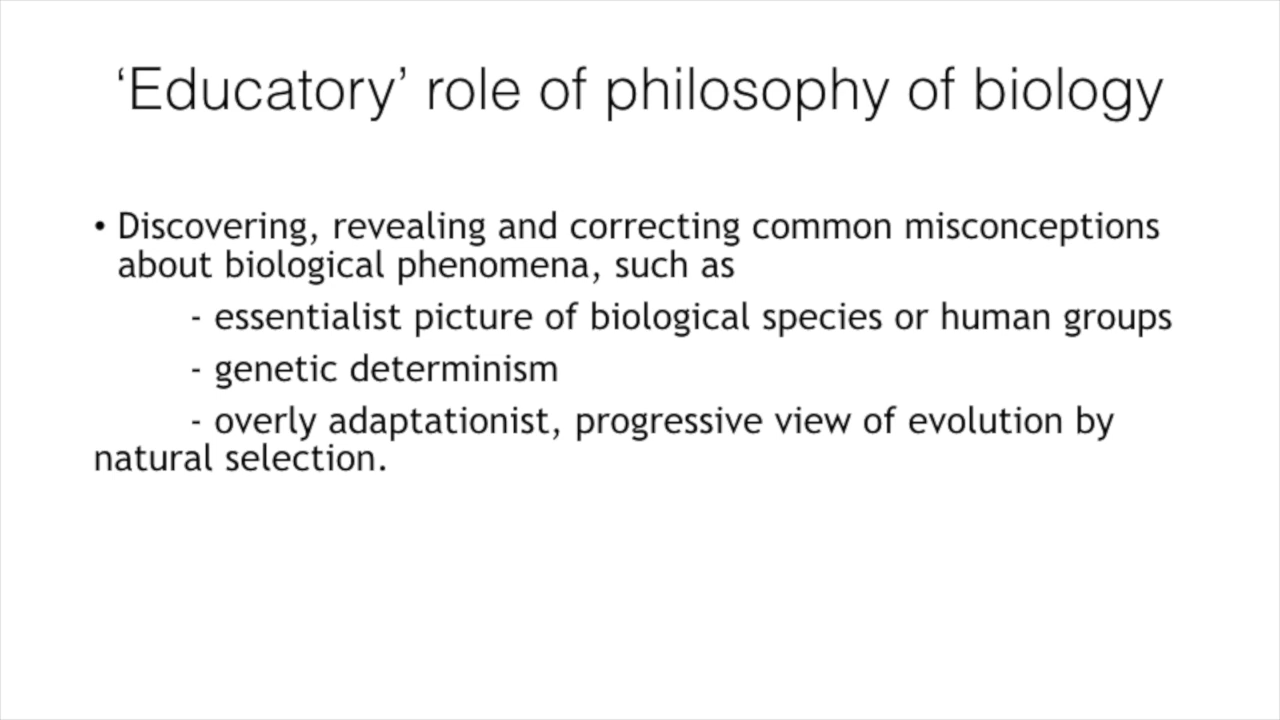 ‘Educatory’ role of philosophy of biology
• Discovering, revealing and correcting common misconceptions
about biological phenomena, such as
- essentialist picture of biological species or human groups
- genetic determinism
- overly adaptationist, progressive view of evolution by
natural selection.